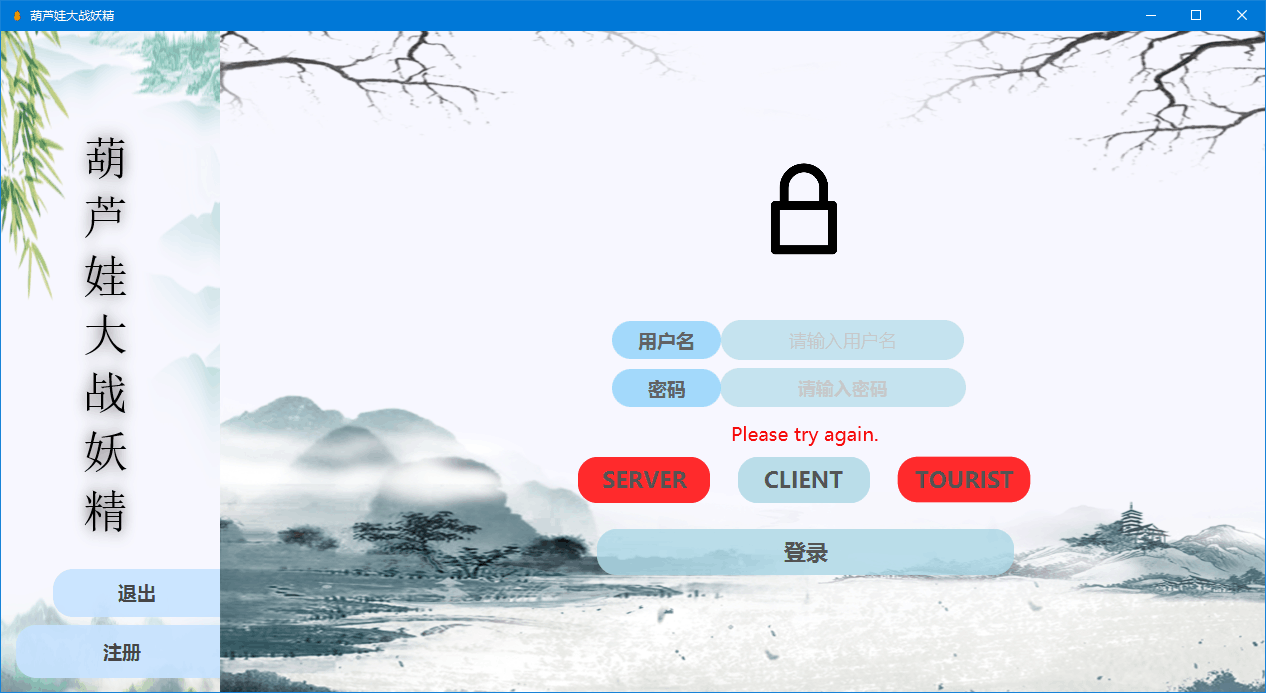 葫芦娃大战妖精
葫芦娃大战妖精
退出
注册
用户名 请输入用户名
密码 请输入密码
Please try again.
SERVER CLIENT TOURIST
登录